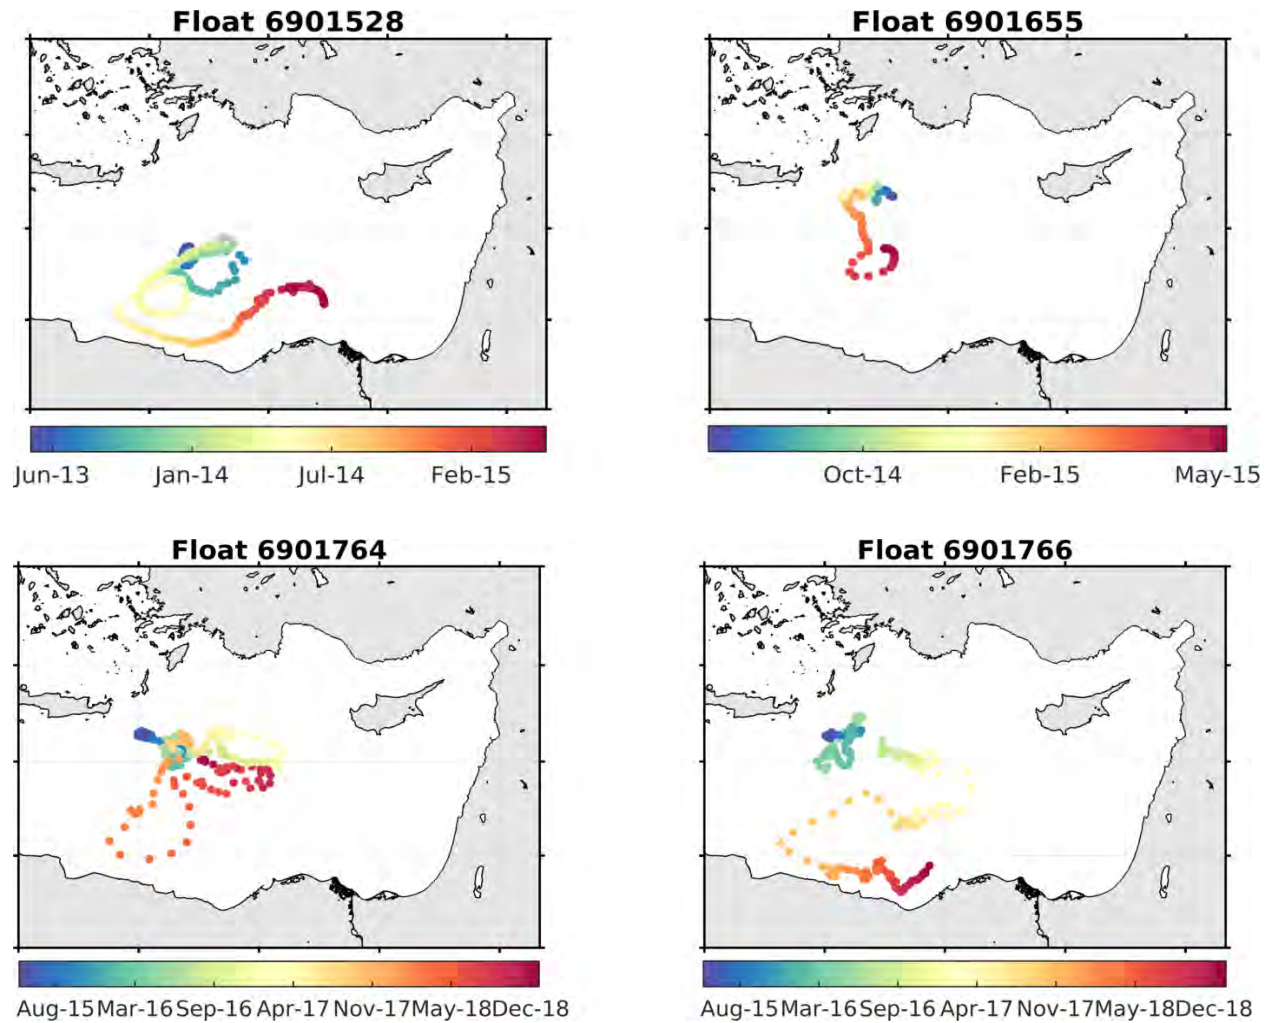 Float 6901528
Float 6901655
Jun-13 Jan-14 Jul-14 Feb-15
Oct-14 Feb-15 May-15
Float 6901764
Float 6901766
Aug-15 Mar-16 Sep-16 Apr-17 Nov-17 May-18 Dec-18
Aug-15 Mar-16 Sep-16 Apr-17 Nov-17 May-18 Dec-18